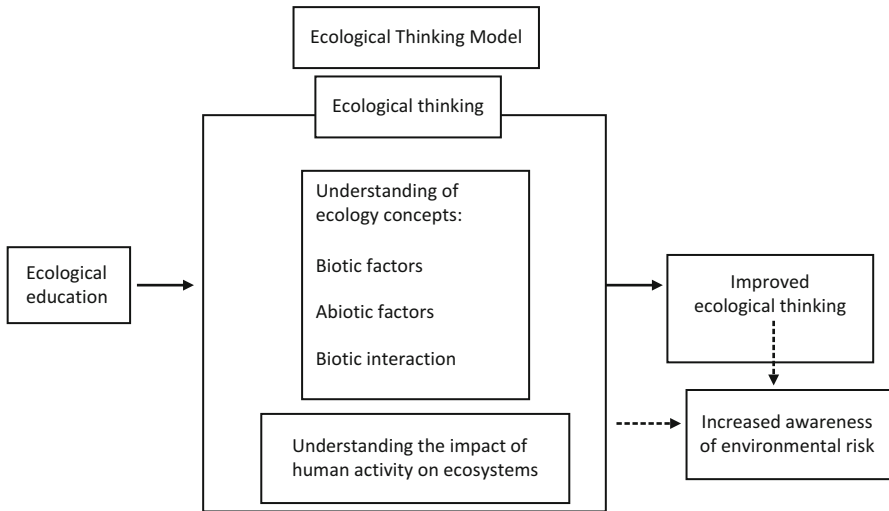 Ecological Thinking Model
Ecological thinking
Understanding of
ecology concepts:
Biotic factors
Abiotic factors
Biotic interaction
Understanding the impact of
human activity on ecosystems
Ecological
education
Improved
ecological thinking
Increased awareness
of environmental risk